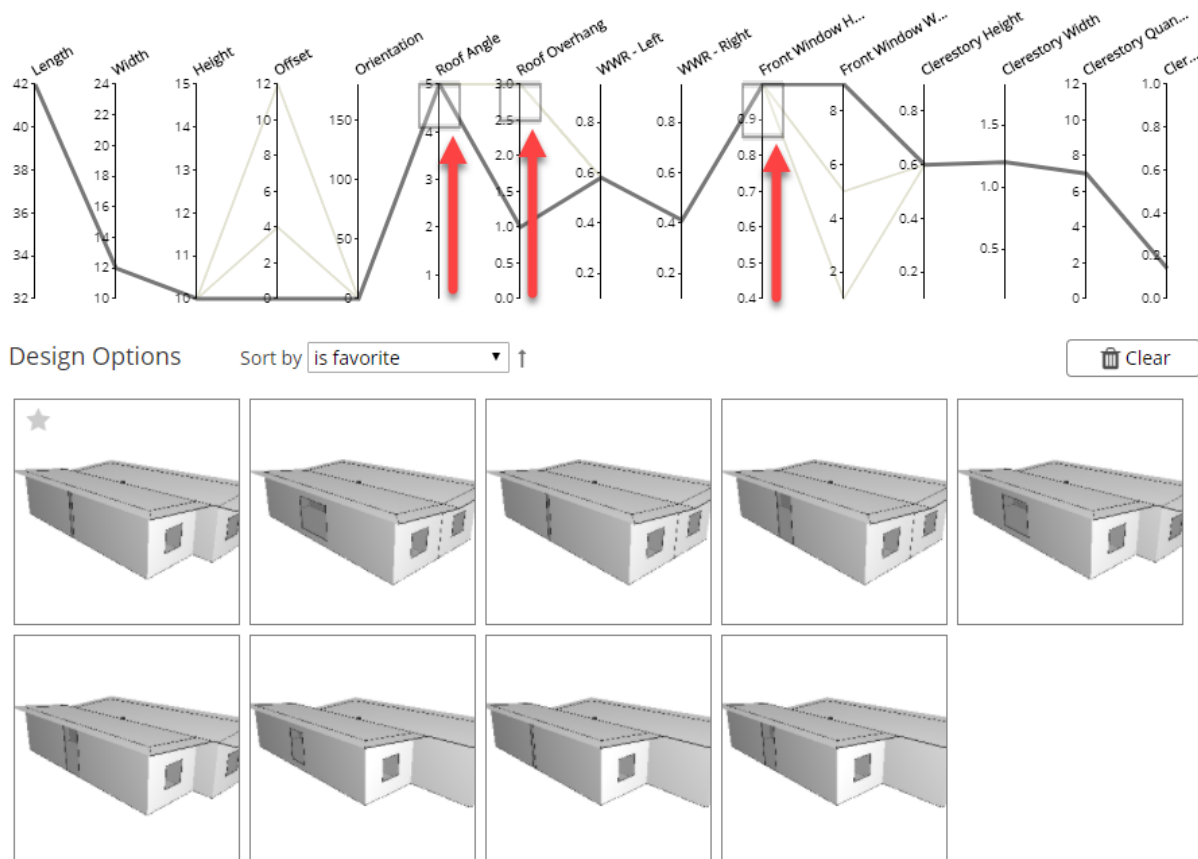 Length
Width
Height
Offset
Orientation
Roof Angle
Roof Overhang
WWR - Left
WWR - Right
Front Window H...
Front Window W...
Clerestory Height
Clerestory Width
Clerestory Quan...
Cler...
42 24 15 12 5 3.0 12 1.0
40 22 14 10 150 4 2.5 0.8 0.8 0.9 8 0.8 1.5 10 0.8
38 20 13 8 100 3 2.0 0.6 0.6 0.8 6 0.6 1.0 8 0.6
36 18 12 6 50 2 1.5 0.4 0.4 0.7 4 0.4 0.5 6 0.4
34 16 11 4 0 1 1.0 0.2 0.2 0.6 2 0.2 4 0.2
32 14 10 2 0.5 0.5 2 0.0
12 0 0.0 0.4 0
10
Design Options Sort by is favorite Clear